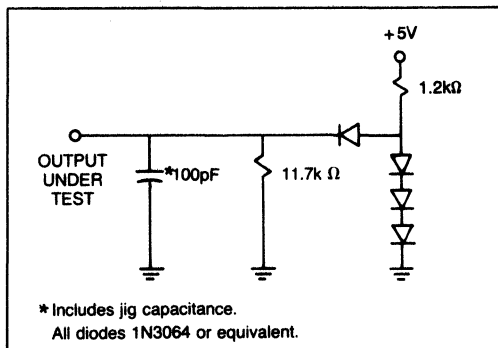 +5V
1.2kΩ
OUTPUT
UNDER
TEST
*100pF
11.7k Ω
* Includes jig capacitance.
All diodes 1N3064 or equivalent.